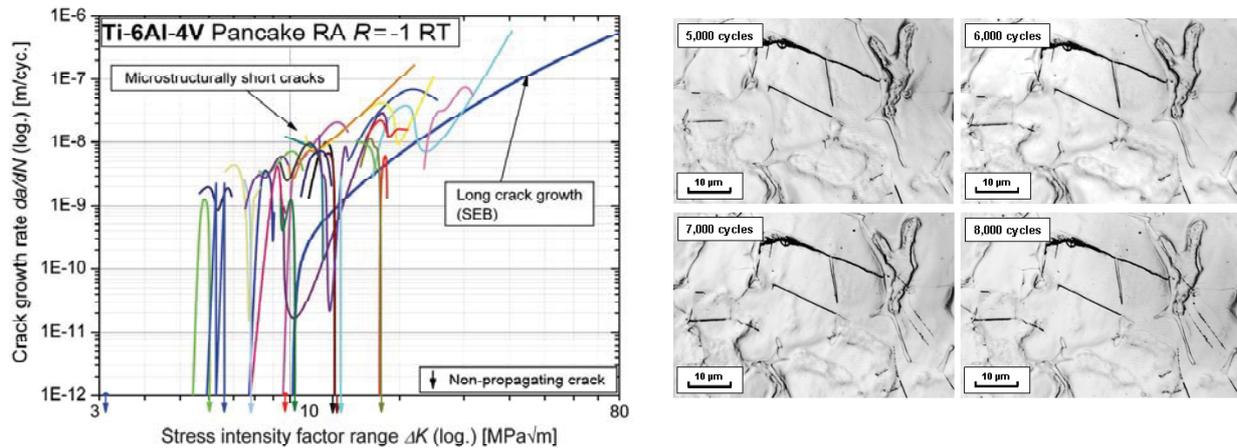 Ti-6Al-4V Pancake RA R= -1 RT
Microstructurally short cracks
Long crack growth
(SEB)
Non-propagating crack
Crack growth rate da/dN (log.) [m/cyc.]
1E-6
1E-7
1E-8
1E-9
1E-10
1E-11
1E-12
3
10
80
Stress intensity factor range ΔK (log.) [MPa√m]
5,000 cycles
10 µm
6,000 cycles
10 µm
7,000 cycles
10 µm
8,000 cycles
10 µm